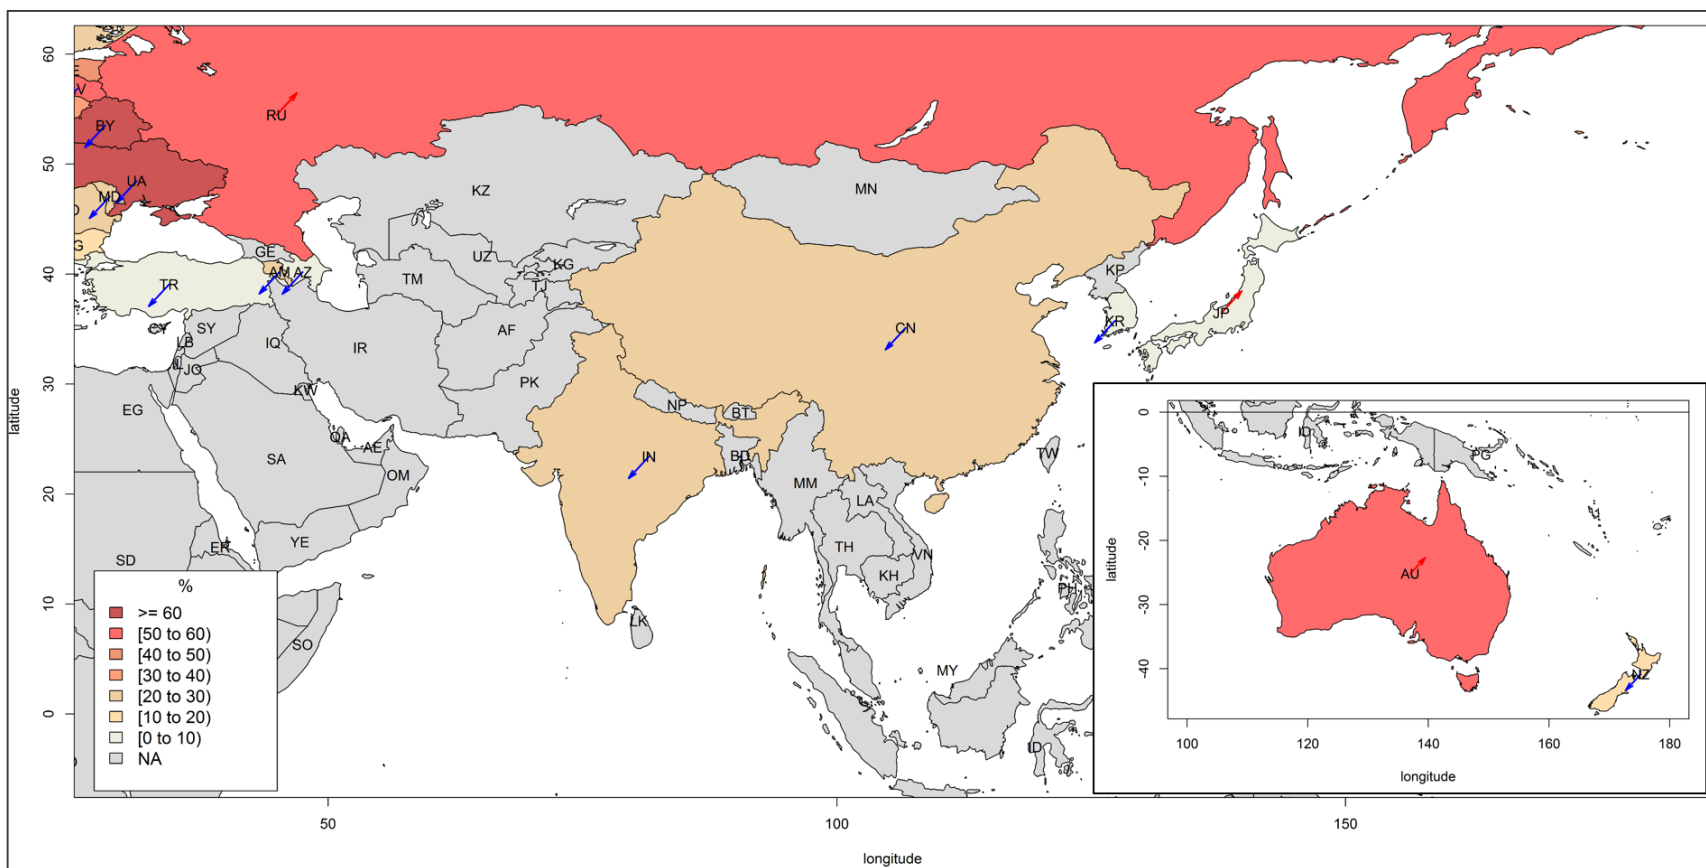 60
50
40
30
20
10
0
latitude
RU
BY
UA
MD
G
KZ
MN
GE
UZ
KG
TJ
TM
AM
AZ
TR
CY
SY
LB
JO
IQ
IR
AF
PK
KW
EG
QA
AE
SA
OM
YE
ER
SD
SO
CN
KP
KR
JP
NP
BT
IN
BD
MM
LA
TW
TH
VN
KH
PH
LK
MY
ID
%
>= 60
[50 to 60)
[40 to 50)
[30 to 40)
[20 to 30)
[10 to 20)
[0 to 10)
NA
50
100
150
longitude
0
-10
-20
-30
-40
latitude
ID
PG
AU
NZ
100
120
140
160
180
longitude